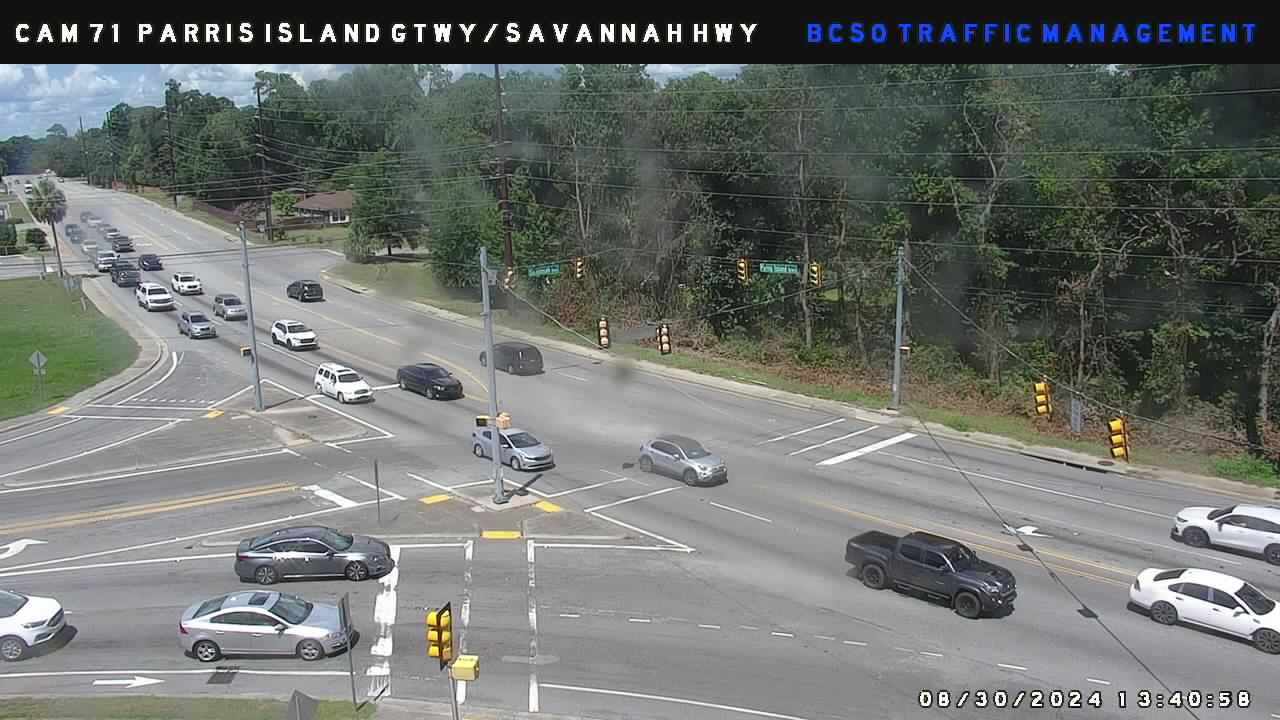 CAM 71 PARRIS ISLAND GTWY/SAVANNAH HWY
BCSO TRAFFIC MANAGEMENT
08/30/2024 13:40:58